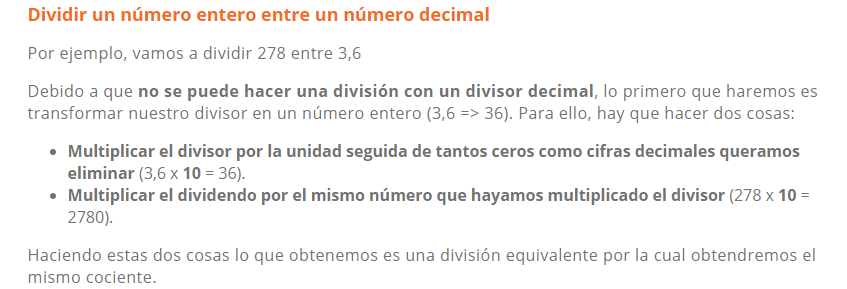 Dividir un número entero entre un número decimal
Por ejemplo, vamos a dividir 278 entre 3,6
Debido a que no se puede hacer una división con un divisor decimal, lo primero que haremos es
transformar nuestro divisor en un número entero (3,6 => 36). Para ello, hay que hacer dos cosas:
• Multiplicar el divisor por la unidad seguida de tantos ceros como cifras decimales queramos
eliminar (3,6 x 10 = 36).
• Multiplicar el dividendo por el mismo número que hayamos multiplicado el divisor (278 x 10 =
2780).
Haciendo estas dos cosas lo que obtenemos es una división equivalente por la cual obtendremos el
mismo cociente.